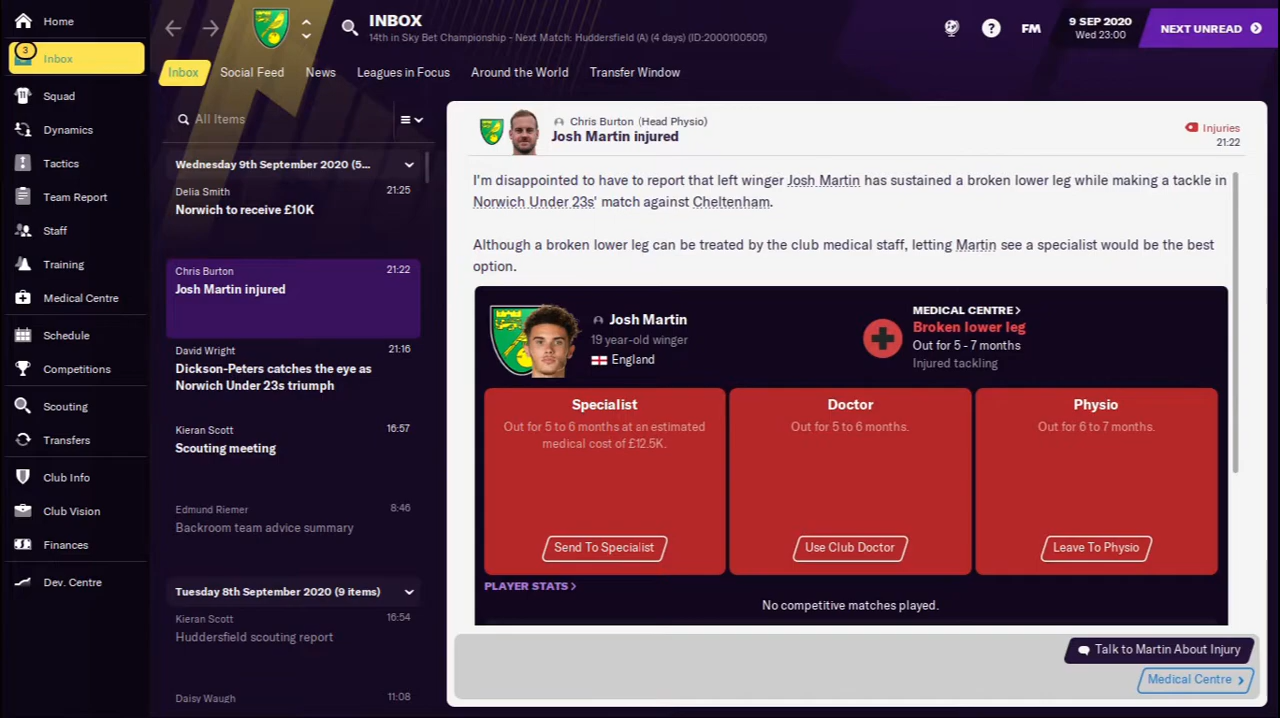 Home
3
Inbox
Squad
Dynamics
Tactics
Team Report
Staff
Training
Medical Centre
Schedule
Competitions
Scouting
Transfers
Club Info
Club Vision
Finances
Dev. Centre
INBOX
14th in Sky Bet Championship - Next Match: Huddersfield (A) (4 days) (ID:2000100505)
?
FM
9 SEP 2020
Wed 23:00
NEXT UNREAD
Inbox
Social Feed
News
Leagues in Focus
Around the World
Transfer Window
All Items
Wednesday 9th September 2020 (5...
Delia Smith 21:25
Norwich to receive £10K
Chris Burton 21:22
Josh Martin injured
David Wright 21:16
Dickson-Peters catches the eye as
Norwich Under 23s triumph
Kieran Scott 16:57
Scouting meeting
Edmund Riemer 8:46
Backroom team advice summary
Tuesday 8th September 2020 (9 items)
Kieran Scott 16:54
Huddersfield scouting report
Daisy Waugh 11:08
Chris Burton (Head Physio)
Josh Martin injured
Injuries
21:22
I'm disappointed to have to report that left winger Josh Martin has sustained a broken lower leg while making a tackle in
Norwich Under 23s' match against Cheltenham.
Although a broken lower leg can be treated by the club medical staff, letting Martin see a specialist would be the best
option.
Josh Martin
19 year-old winger
England
MEDICAL CENTRE >
Broken lower leg
Out for 5 - 7 months
Injured tackling
Specialist
Out for 5 to 6 months at an estimated
medical cost of £12.5K.
Send To Specialist
Doctor
Out for 5 to 6 months.
Use Club Doctor
Physio
Out for 6 to 7 months.
Leave To Physio
PLAYER STATS >
No competitive matches played.
Talk to Martin About Injury
Medical Centre >